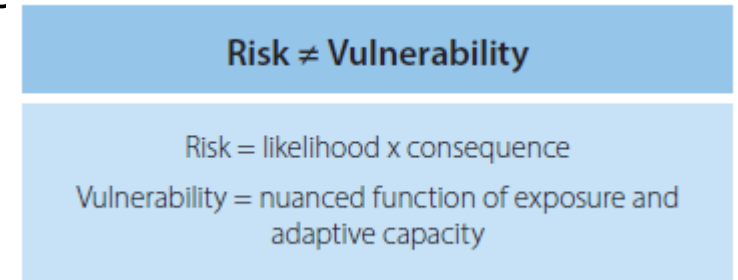 Risk ≠ Vulnerability
Risk = likelihood x consequence
Vulnerability = nuanced function of exposure and
adaptive capacity